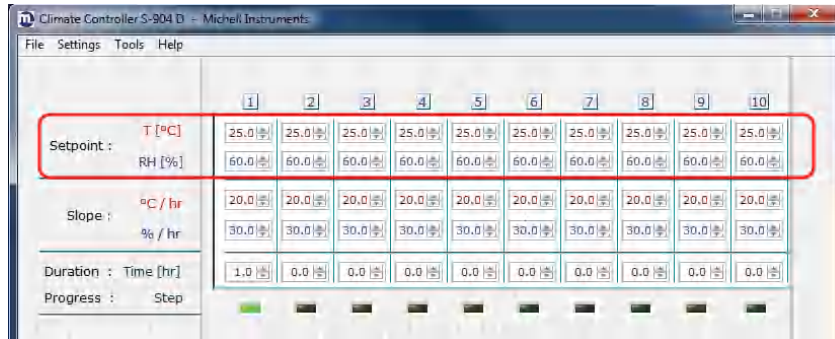 Climate Controller S-904 D - Michell Instruments
File Settings Tools Help
1 2 3 4 5 6 7 8 9 10
Setpoint :
T [ºC] 25.0 25.0 25.0 25.0 25.0 25.0 25.0 25.0 25.0 25.0
RH [%] 60.0 60.0 60.0 60.0 60.0 60.0 60.0 60.0 60.0 60.0
Slope :
ºC / hr 20.0 20.0 20.0 20.0 20.0 20.0 20.0 20.0 20.0 20.0
% / hr 30.0 30.0 30.0 30.0 30.0 30.0 30.0 30.0 30.0 30.0
Duration : Time [hr] 1.0 0.0 0.0 0.0 0.0 0.0 0.0 0.0 0.0 0.0
Progress : Step